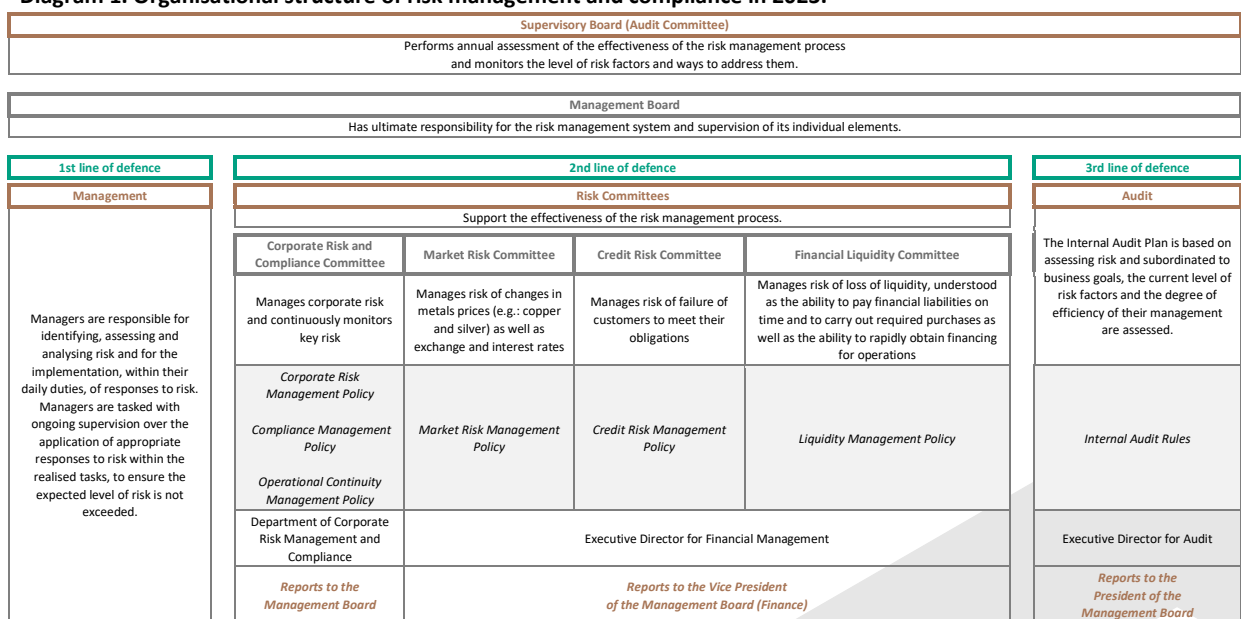 Diagram 1. Organisational structure of risk management and compliance in 2023.
Supervisory Board (Audit Committee)
Performs annual assessment of the effectiveness of the risk management process
and monitors the level of risk factors and ways to address them.
Management Board
Has ultimate responsibility for the risk management system and supervision of its individual elements.
1st line of defence
2nd line of defence
3rd line of defence
Management
Risk Committees
Audit
Managers are responsible for
identifying, assessing and
analysing risk and for the
implementation, within their
daily duties, of responses to risk.
Managers are tasked with
ongoing supervision over the
application of appropriate
responses to risk within the
realised tasks, to ensure the
expected level of risk is not
exceeded.
Support the effectiveness of the risk management process.
Corporate Risk and
Compliance Committee
Market Risk Committee
Credit Risk Committee
Financial Liquidity Committee
Manages corporate risk
and continuously monitors
key risk
Manages risk of changes in
metals prices (e.g.: copper
and silver) as well as
exchange and interest rates
Manages risk of failure of
customers to meet their
obligations
Manages risk of loss of liquidity, understood
as the ability to pay financial liabilities on
time and to carry out required purchases as
well as the ability to rapidly obtain financing
for operations
Corporate Risk
Management Policy
Compliance Management
Policy
Operational Continuity
Management Policy
Market Risk Management
Policy
Credit Risk Management
Policy
Liquidity Management Policy
Department of Corporate
Risk Management and
Compliance
Executive Director for Financial Management
Reports to the
Management Board
Reports to the Vice President
of the Management Board (Finance)
The Internal Audit Plan is based on
assessing risk and subordinated to
business goals, the current level of
risk factors and the degree of
efficiency of their management
are assessed.
Internal Audit Rules
Executive Director for Audit
Reports to the
President of the
Management Board